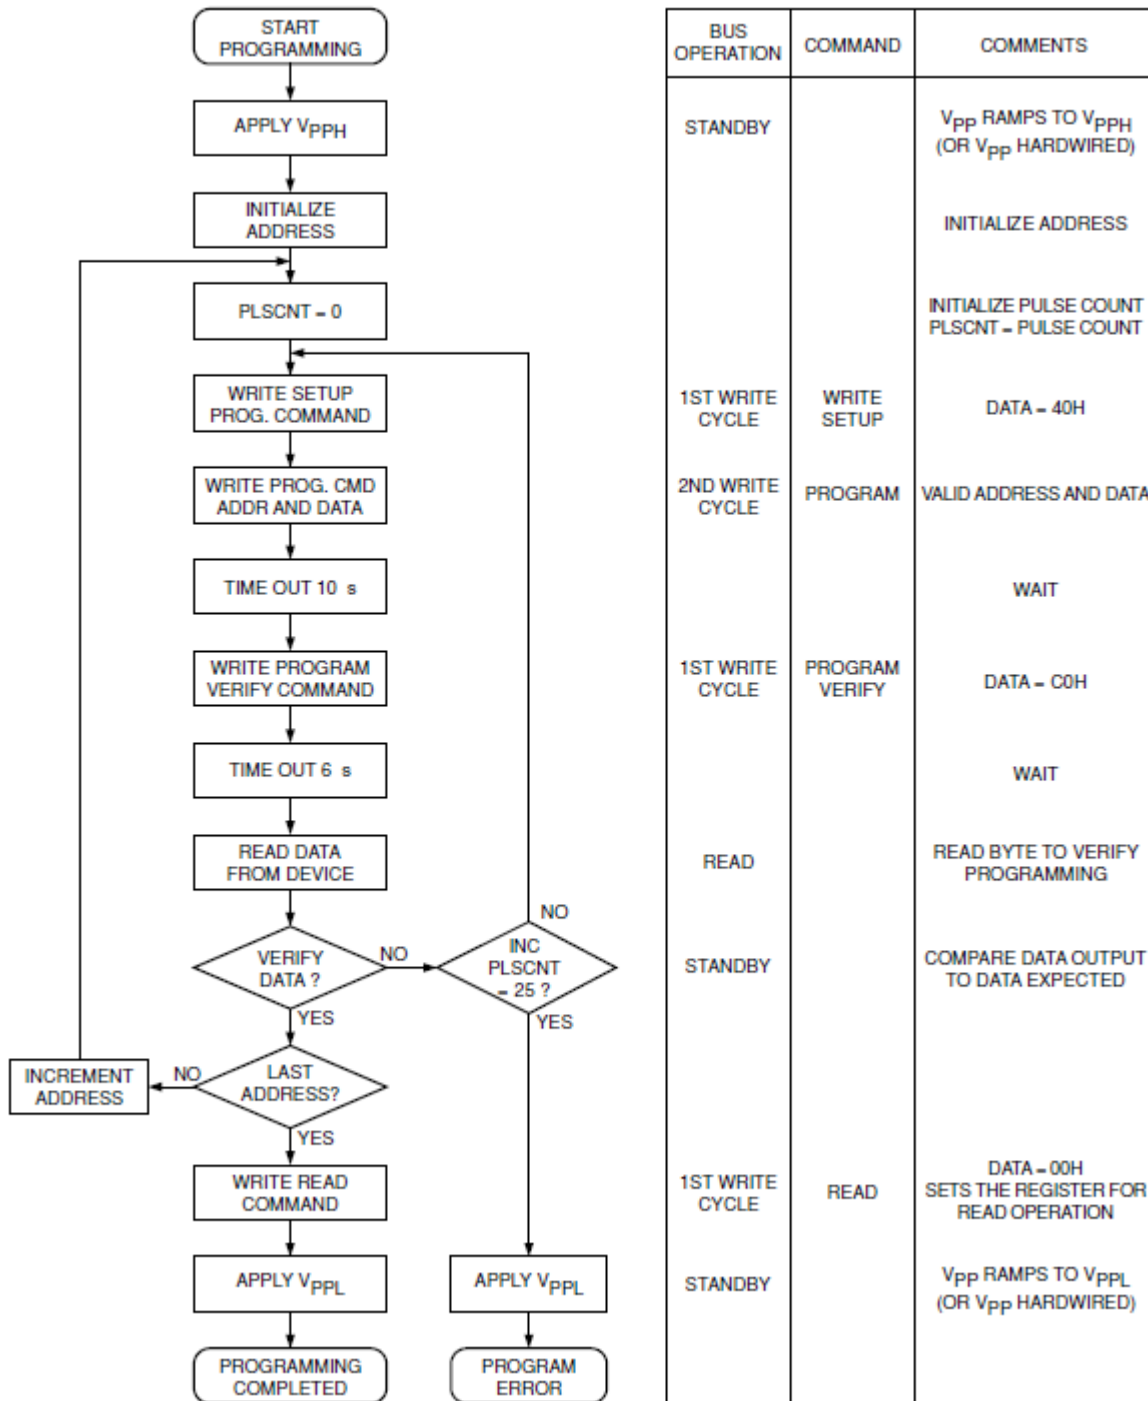 START
PROGRAMMING
APPLY VPPH
INITIALIZE
ADDRESS
PLSCNT = 0
WRITE SETUP
PROG. COMMAND
WRITE PROG. CMD
ADDR AND DATA
TIME OUT 10 s
WRITE PROGRAM
VERIFY COMMAND
TIME OUT 6 s
READ DATA
FROM DEVICE
VERIFY
DATA ?
NO
YES
INC
PLSCNT
= 25 ?
NO
YES
LAST
ADDRESS?
NO
YES
INCREMENT
ADDRESS
WRITE READ
COMMAND
APPLY VPPL
APPLY VPPL
PROGRAMMING
COMPLETED
PROGRAM
ERROR
BUS
OPERATION
COMMAND
COMMENTS
STANDBY
VPP RAMPS TO VPPH
(OR VPP HARDWIRED)
INITIALIZE ADDRESS
INITIALIZE PULSE COUNT
PLSCNT = PULSE COUNT
1ST WRITE
CYCLE
WRITE
SETUP
DATA = 40H
2ND WRITE
CYCLE
PROGRAM
VALID ADDRESS AND DATA
WAIT
1ST WRITE
CYCLE
PROGRAM
VERIFY
DATA = C0H
WAIT
READ
READ BYTE TO VERIFY
PROGRAMMING
STANDBY
COMPARE DATA OUTPUT
TO DATA EXPECTED
1ST WRITE
CYCLE
READ
DATA = 00H
SETS THE REGISTER FOR
READ OPERATION
STANDBY
VPP RAMPS TO VPPL
(OR VPP HARDWIRED)